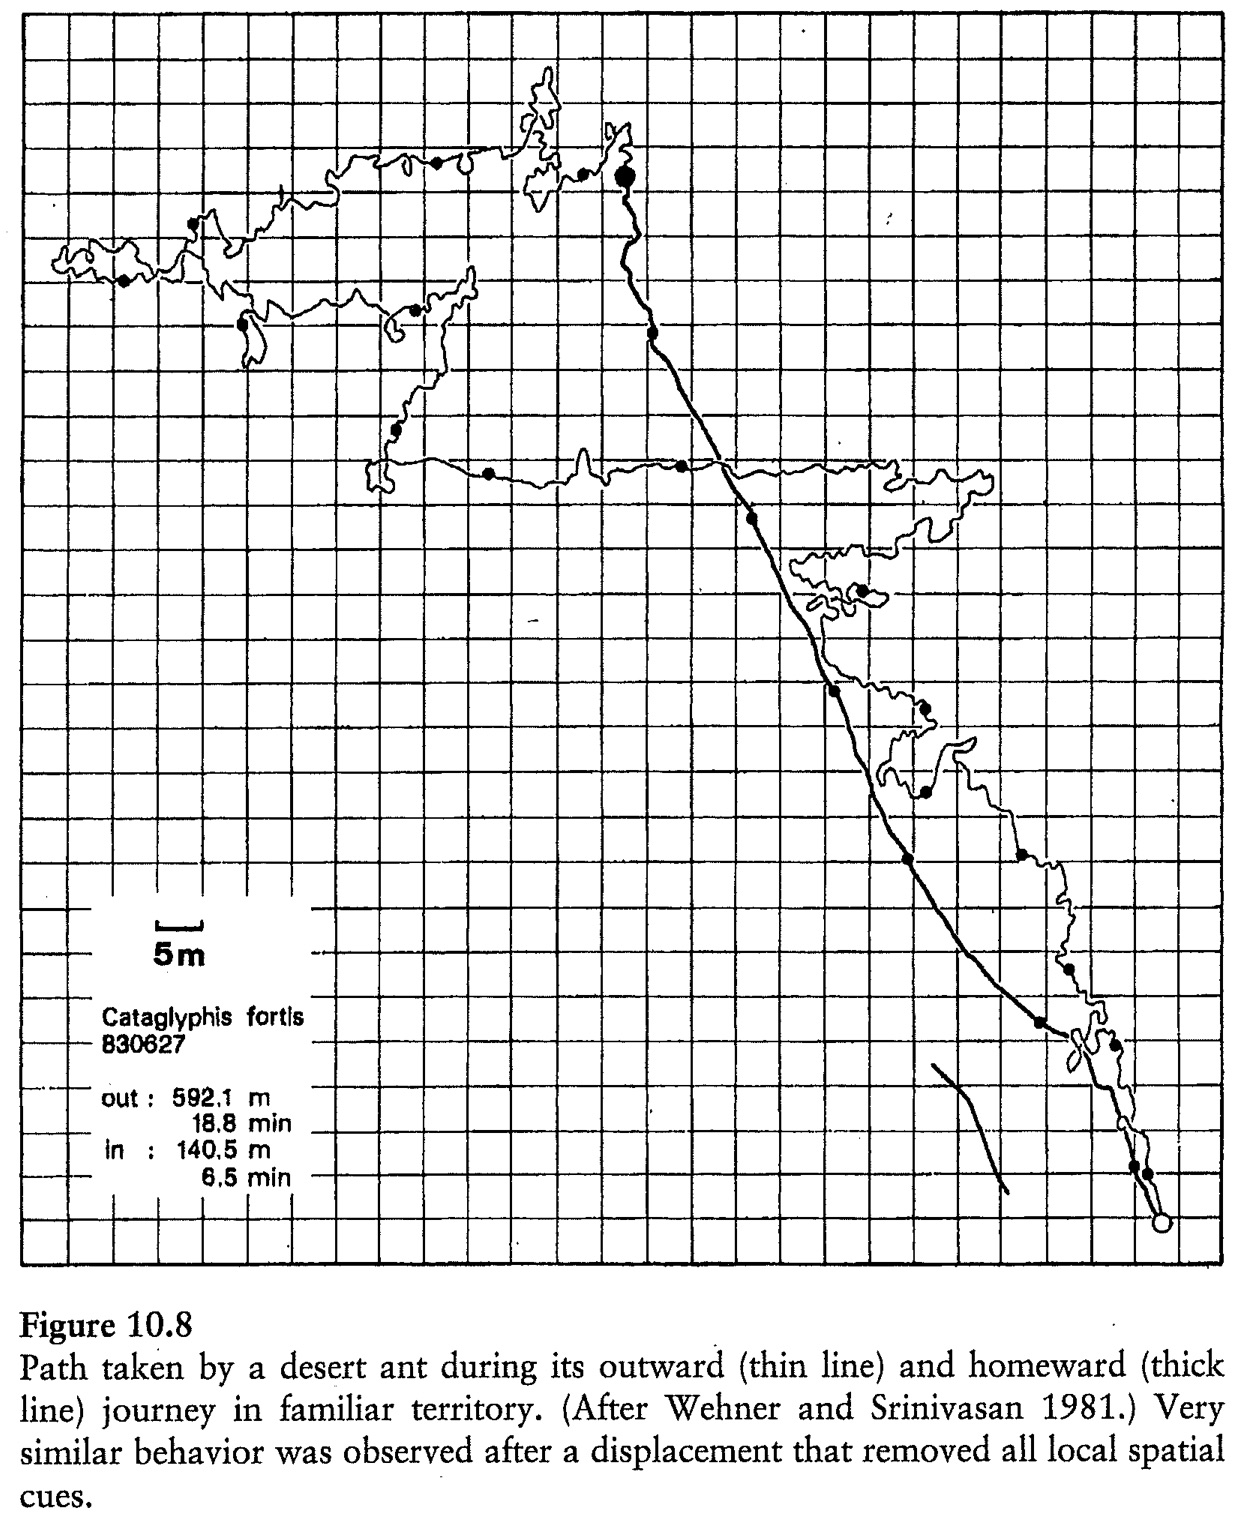 5m
Cataglyphis fortis
830627
out : 592.1 m
18.8 min
in : 140.5 m
6.5 min
Figure 10.8
Path taken by a desert ant during its outward (thin line) and homeward (thick
line) journey in familiar territory. (After Wehner and Srinivasan 1981.) Very
similar behavior was observed after a displacement that removed all local spatial
cues.